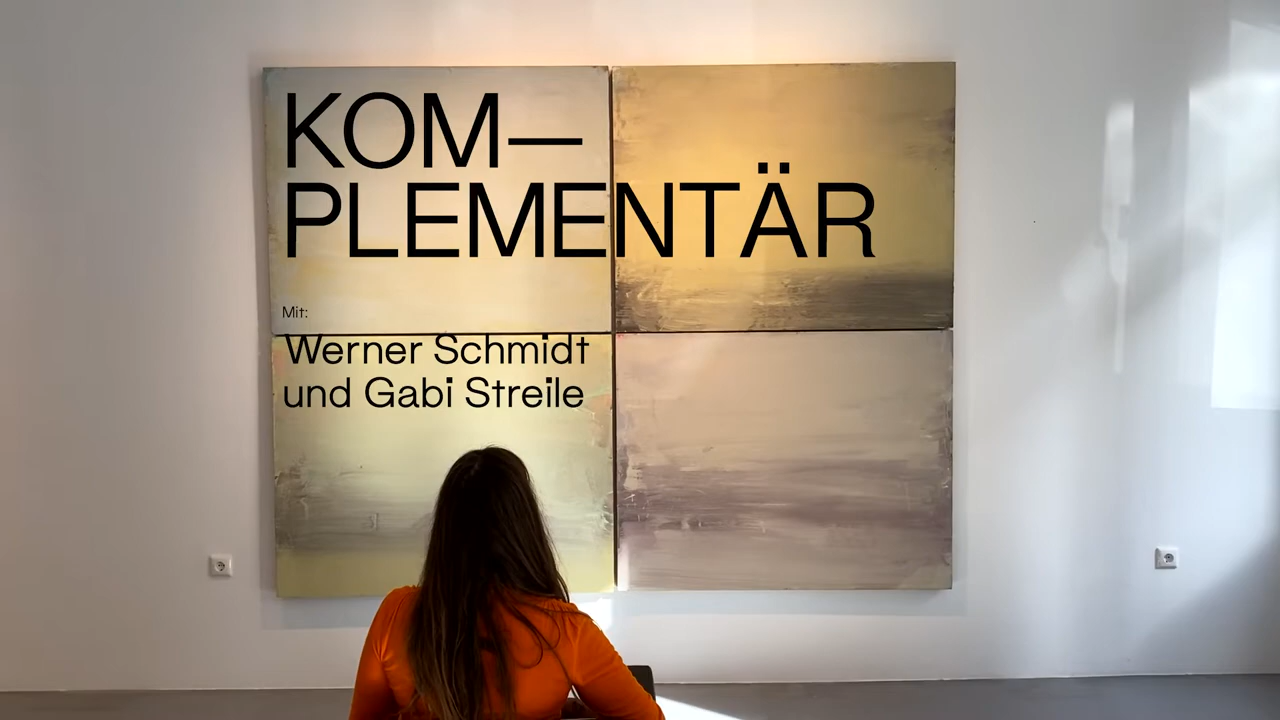 KOM—
PLEMENTÄR
Mit:
Werner Schmidt
und Gabi Streile